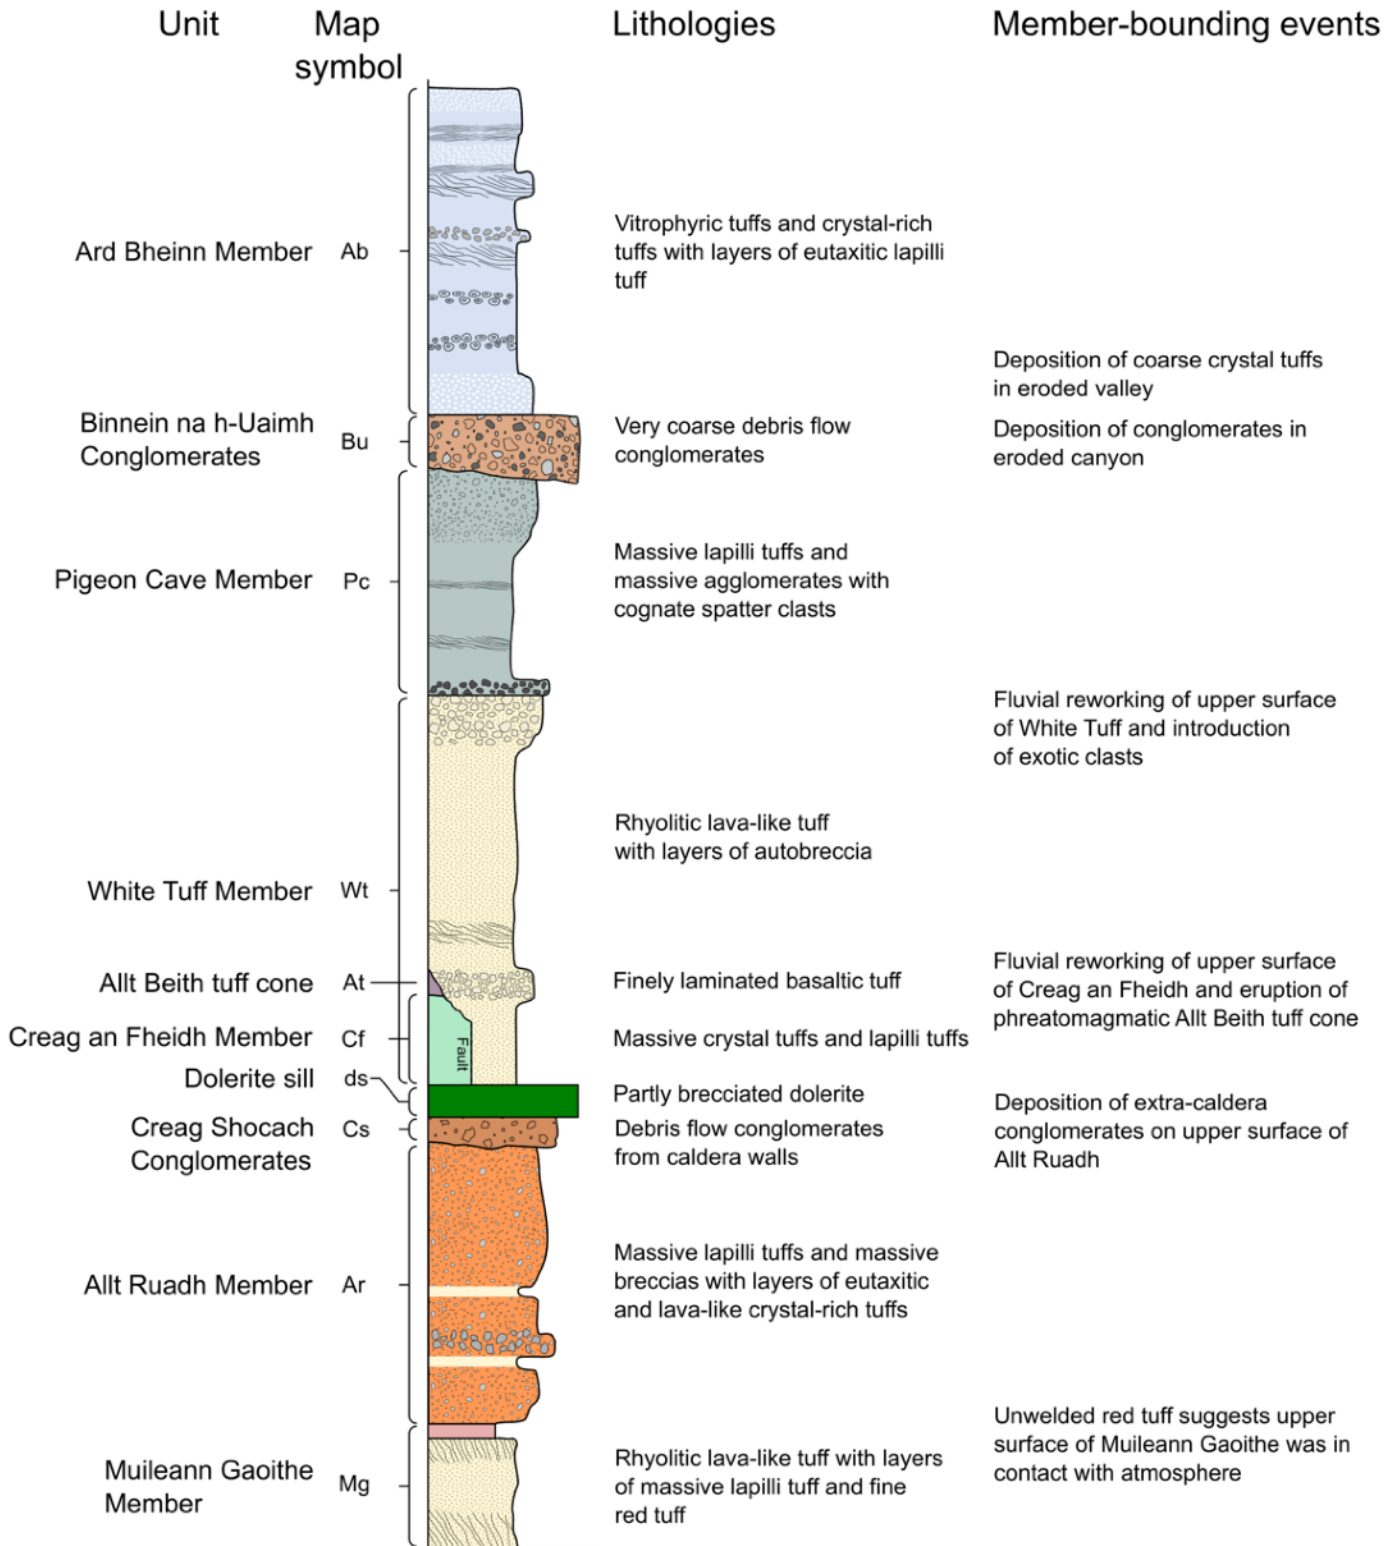 Unit
Map
symbol
Lithologies
Member-bounding events
Ard Bheinn Member
Ab
Vitrophyric tuffs and crystal-rich
tuffs with layers of eutaxitic lapilli
tuff
Deposition of coarse crystal tuffs
in eroded valley
Binnein na h-Uaimh
Conglomerates
Bu
Very coarse debris flow
conglomerates
Deposition of conglomerates in
eroded canyon
Pigeon Cave Member
Pc
Massive lapilli tuffs and
massive agglomerates with
cognate spatter clasts
Fluvial reworking of upper surface
of White Tuff and introduction
of exotic clasts
White Tuff Member
Wt
Rhyolitic lava-like tuff
with layers of autobreccia
Allt Beith tuff cone
At
Finely laminated basaltic tuff
Fluvial reworking of upper surface
of Creag an Fheidh and eruption of
phreatomagmatic Allt Beith tuff cone
Creag an Fheidh Member
Cf
Fault
Massive crystal tuffs and lapilli tuffs
Dolerite sill
ds
Partly brecciated dolerite
Creag Shocach
Conglomerates
Cs
Debris flow conglomerates
from caldera walls
Deposition of extra-caldera
conglomerates on upper surface of
Allt Ruadh
Allt Ruadh Member
Ar
Massive lapilli tuffs and massive
breccias with layers of eutaxitic
and lava-like crystal-rich tuffs
Unwelded red tuff suggests upper
surface of Muileann Gaoithe was in
contact with atmosphere
Muileann Gaoithe
Member
Mg
Rhyolitic lava-like tuff with layers
of massive lapilli tuff and fine
red tuff